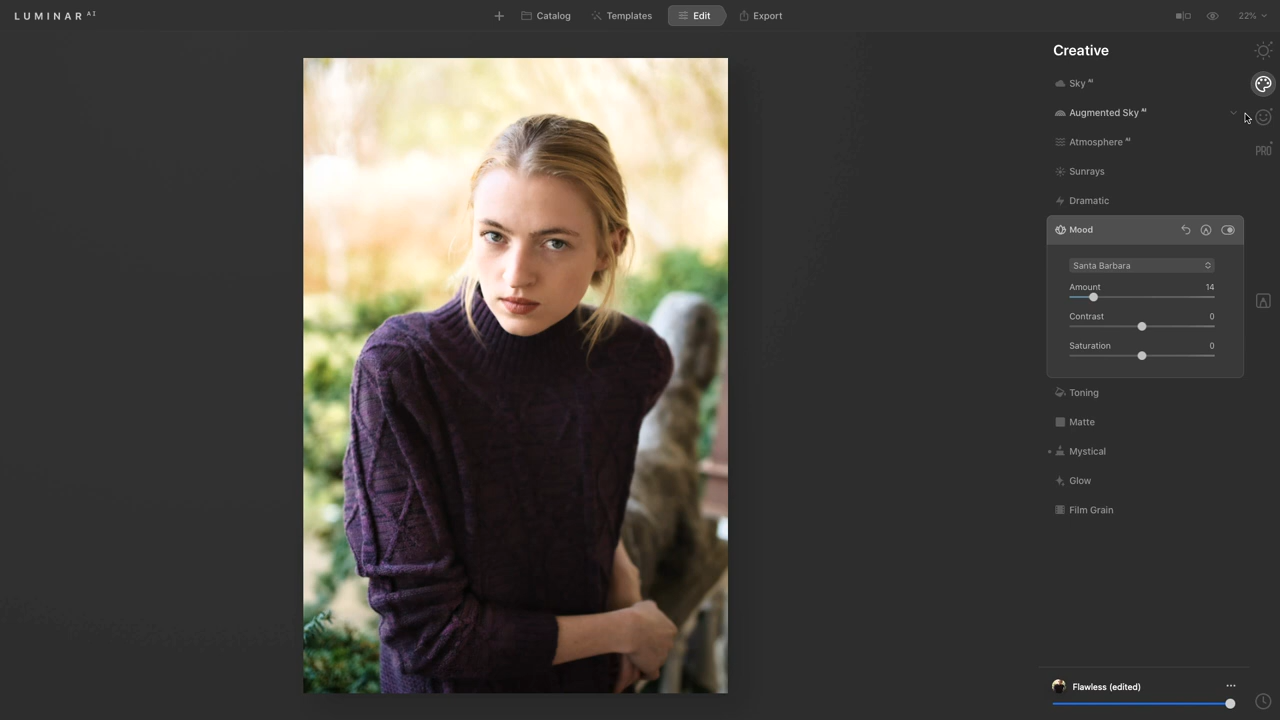 LUMINAR AI
Catalog
Templates
Edit
Export
22%
Creative
Sky AI
Augmented Sky AI
Atmosphere AI
PRO
Sunrays
Dramatic
Mood
Santa Barbara
Amount 14
Contrast 0
Saturation 0
Toning
Matte
Mystical
Glow
Film Grain
Flawless (edited)